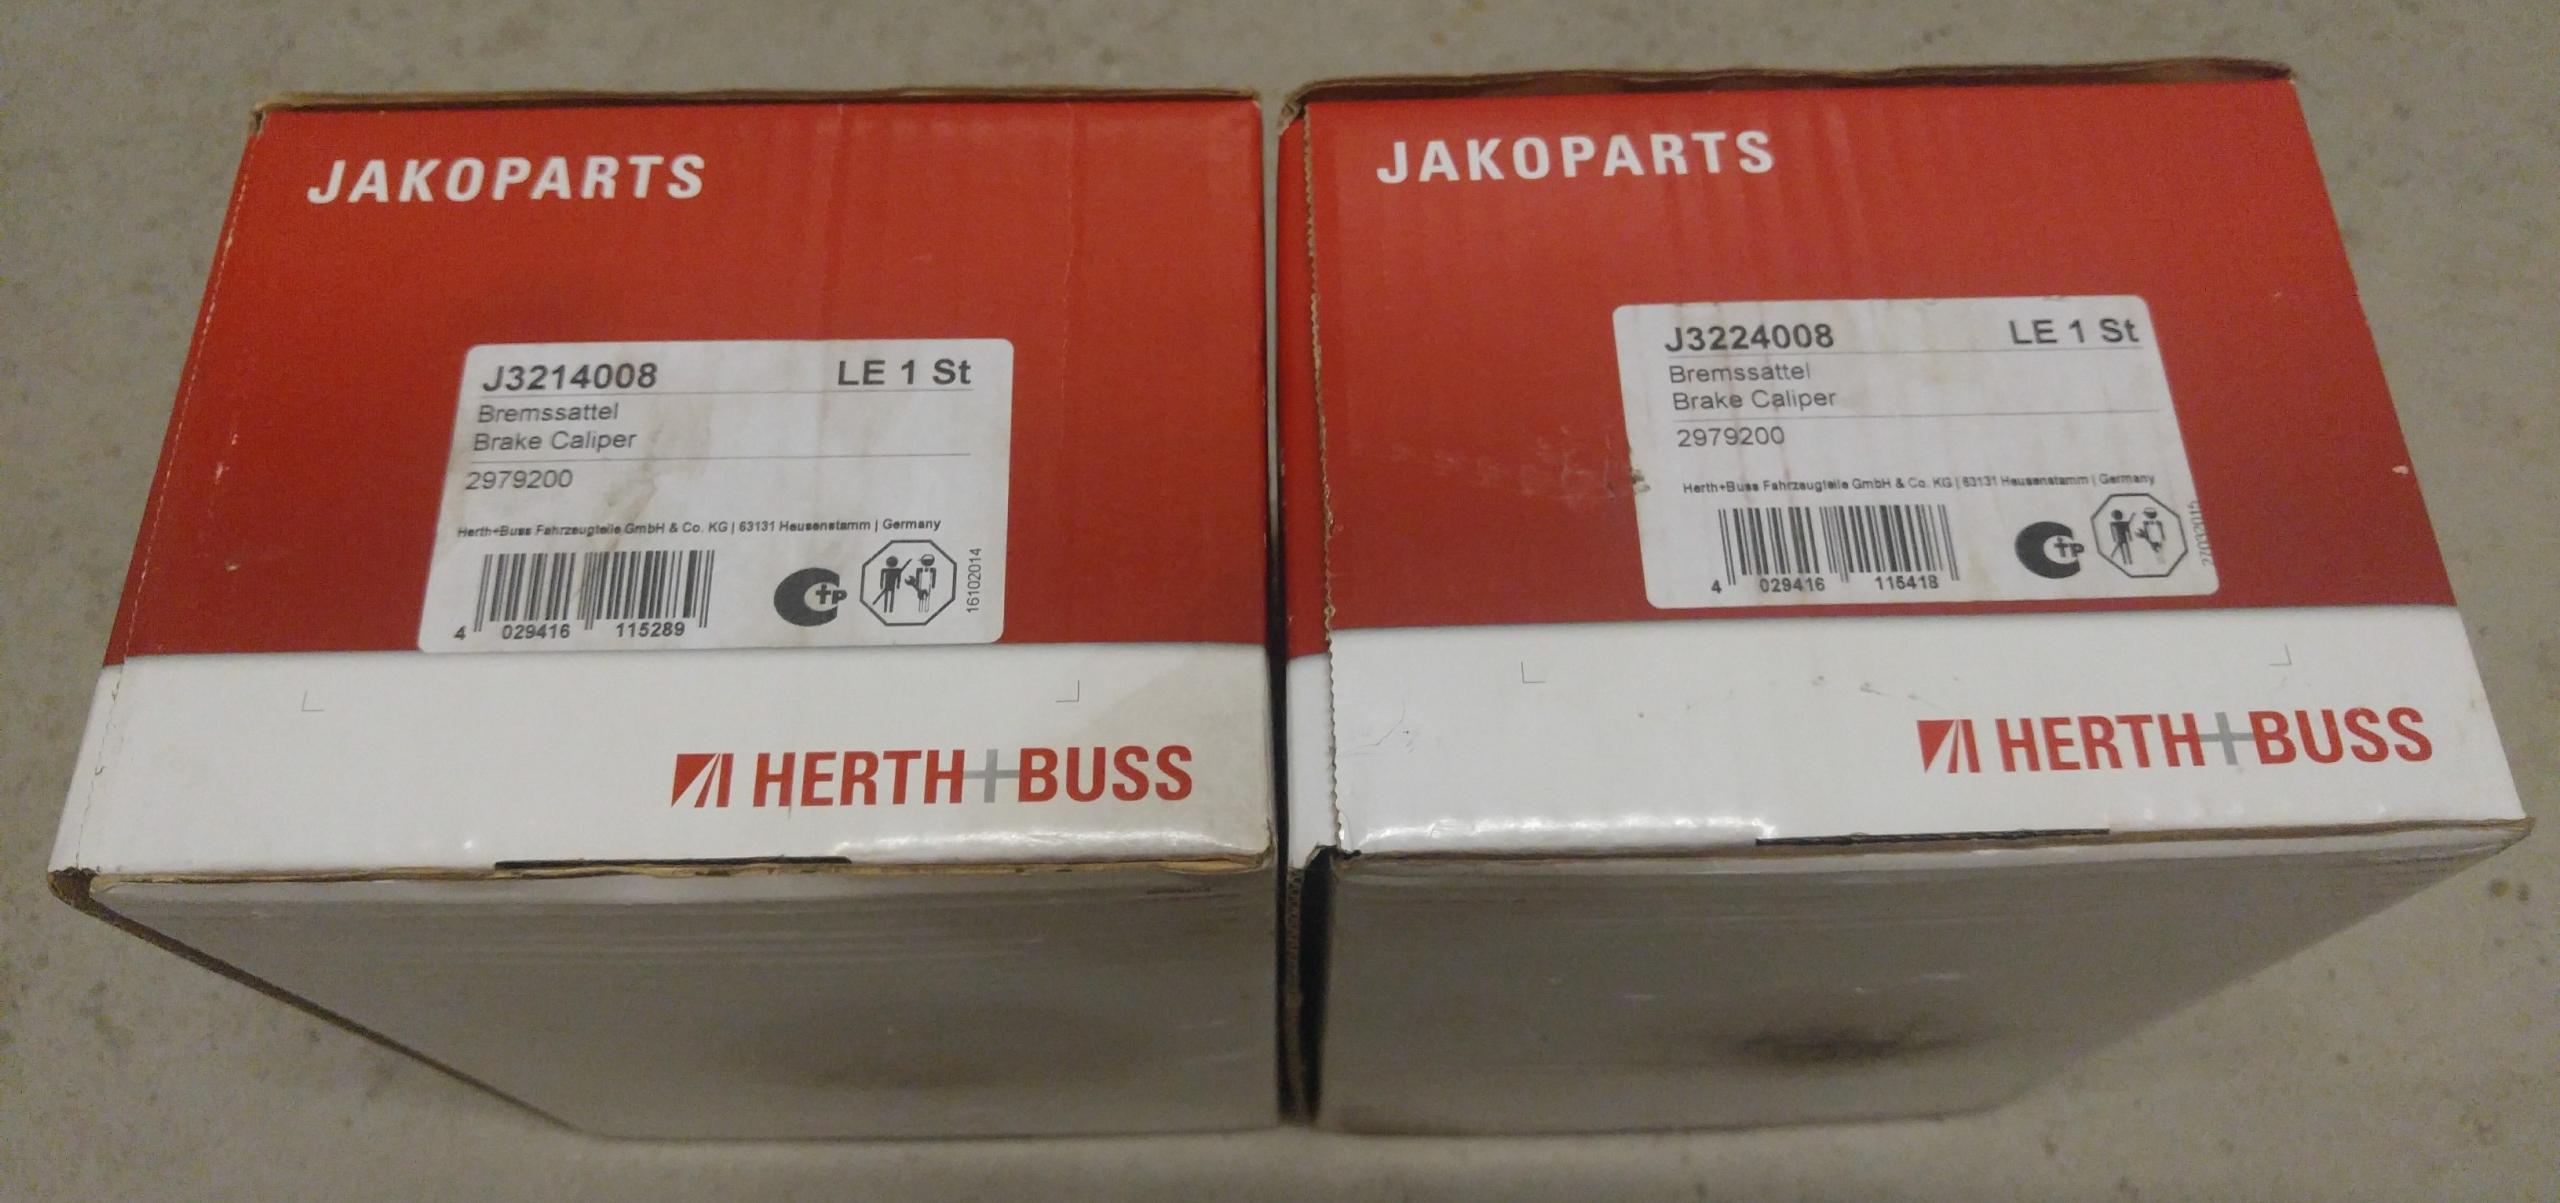 JAKOPARTS
J3214008 LE 1 St
Bremssattel
Brake Caliper
2979200
Herth+Buss Fahrzeugteile GmbH & Co. KG | 63131 Heusenstamm | Germany
4 029416 115289
16102014
HERTH+BUSS
JAKOPARTS
J3224008 LE 1 St
Bremssattel
Brake Caliper
2979200
Herth+Buss Fahrzeugteile GmbH & Co. KG | 63131 Heusenstamm | Germany
4 029416 115418
27032015
HERTH+BUSS